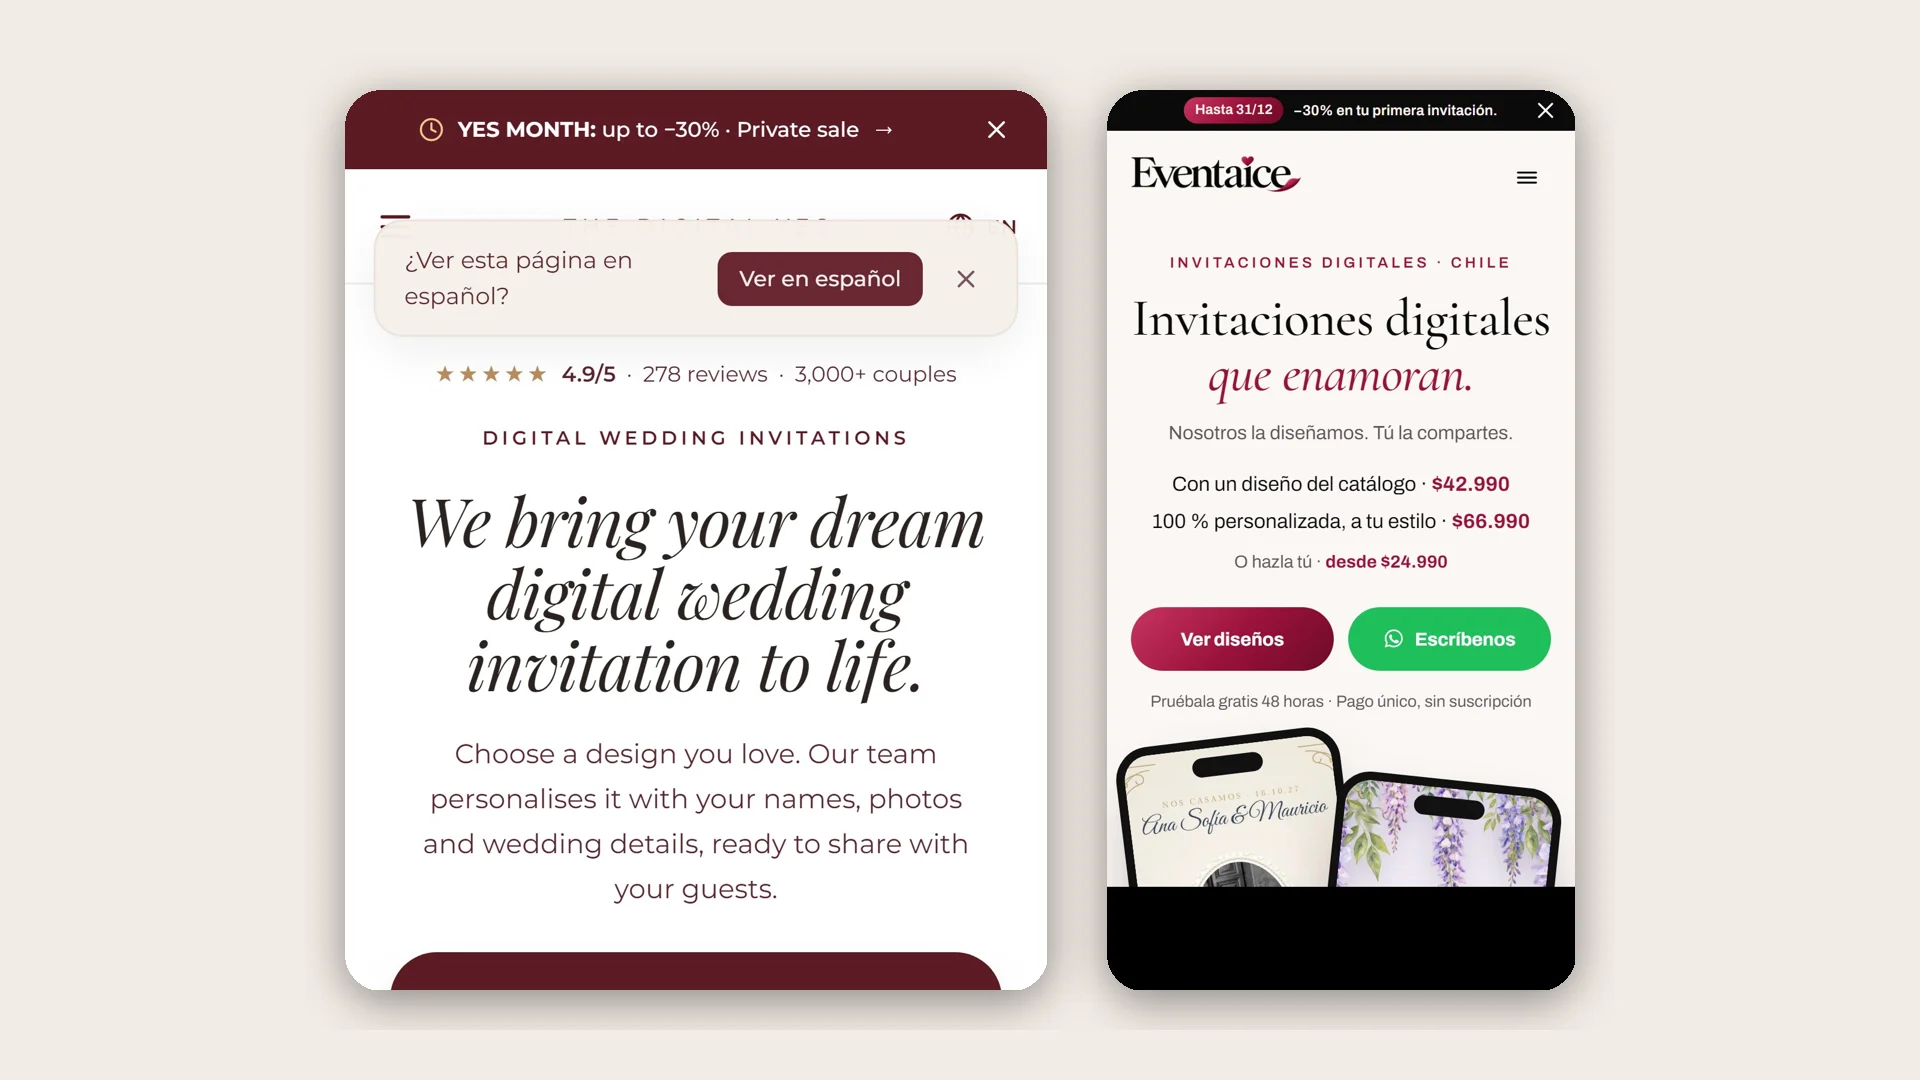 YES MONTH: up to −30% · Private sale →
¿Ver esta página en
español?
Ver en español
★★★★★ 4.9/5 · 278 reviews · 3,000+ couples
DIGITAL WEDDING INVITATIONS
We bring your dream
digital wedding
invitation to life.
Choose a design you love. Our team
personalises it with your names, photos
and wedding details, ready to share with
your guests.
Hasta 31/12 −30% en tu primera invitación.
Eventaice
INVITACIONES DIGITALES · CHILE
Invitaciones digitales
que enamoran.
Nosotros la diseñamos. Tú la compartes.
Con un diseño del catálogo · $42.990
100 % personalizada, a tu estilo · $66.990
O hazla tú · desde $24.990
Ver diseños
Escríbenos
Pruébala gratis 48 horas · Pago único, sin suscripción
NOS CASAMOS · 16.10.27
Ana Sofía & Mauricio